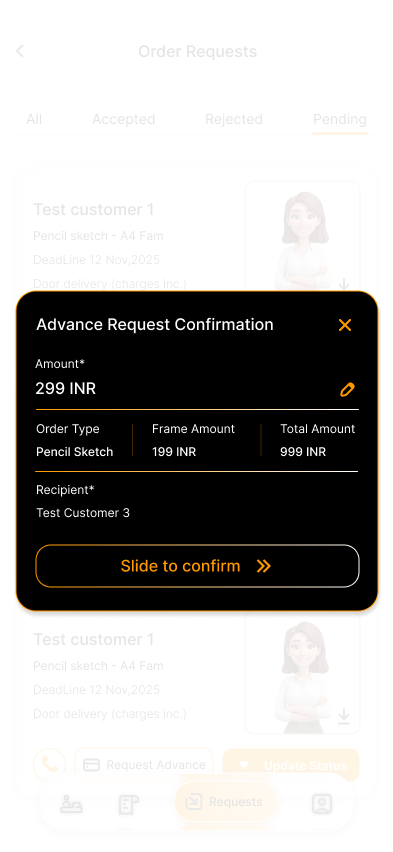 Order Requests
All Accepted Rejected Pending
Test customer 1
Pencil sketch - A4 Fam
DeadLine 12 Nov,2025
Door delivery (charges inc.)
Advance Request Confirmation
Amount*
299 INR
Order Type Frame Amount Total Amount
Pencil Sketch 199 INR 999 INR
Recipient*
Test Customer 3
Slide to confirm
Test customer 1
Pencil sketch - A4 Fam
DeadLine 12 Nov,2025
Door delivery (charges inc.)
Request Advance Update Status
Requests